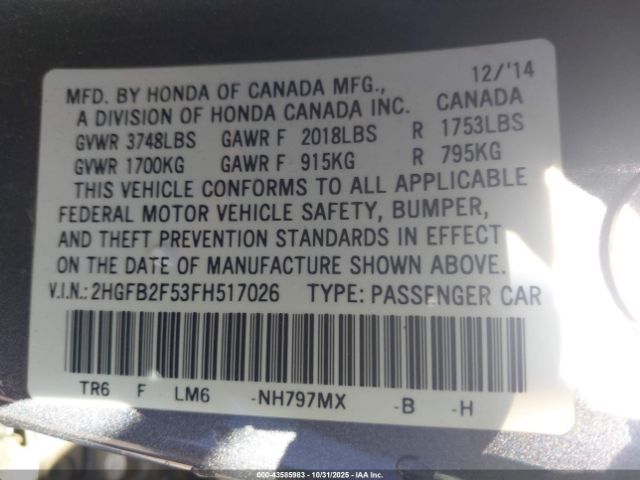 12/'14
MFD. BY HONDA OF CANADA MFG.,
A DIVISION OF HONDA CANADA INC. CANADA
GVWR 3748LBS GAWR F 2018LBS R 1753LBS
GVWR 1700KG GAWR F 915KG R 795KG
THIS VEHICLE CONFORMS TO ALL APPLICABLE
FEDERAL MOTOR VEHICLE SAFETY, BUMPER,
AND THEFT PREVENTION STANDARDS IN EFFECT
ON THE DATE OF MANUFACTURE SHOWN ABOVE.
V.I.N.: 2HGFB2F53FH517026 TYPE: PASSENGER CAR
TR6 F LM6 -NH797MX -B -H
000-43585983 - 10/31/2025 - IAA Inc.